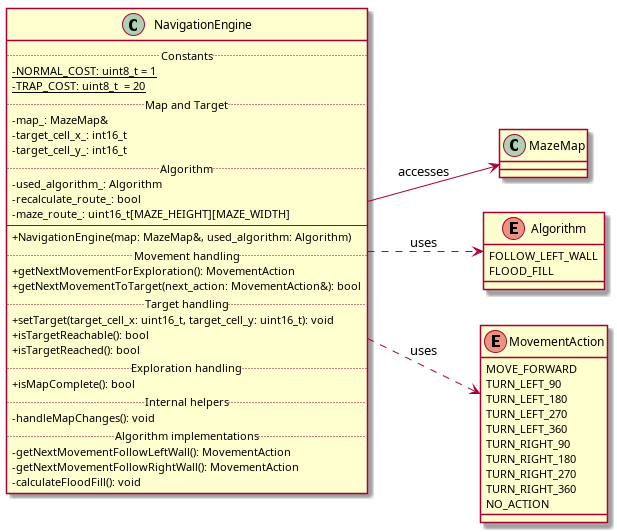 C NavigationEngine
Constants
-NORMAL_COST: uint8_t = 1
-TRAP_COST: uint8_t = 20
Map and Target
-map_: MazeMap&
-target_cell_x_: int16_t
-target_cell_y_: int16_t
Algorithm
-used_algorithm_: Algorithm
-recalculate_route_: bool
-maze_route_: uint16_t[MAZE_HEIGHT][MAZE_WIDTH]
+NavigationEngine(map: MazeMap&, used_algorithm: Algorithm)
Movement handling
+getNextMovementForExploration(): MovementAction
+getNextMovementToTarget(next_action: MovementAction&): bool
Target handling
+setTarget(target_cell_x: uint16_t, target_cell_y: uint16_t): void
+isTargetReachable(): bool
+isTargetReached(): bool
Exploration handling
+isMapComplete(): bool
Internal helpers
-handleMapChanges(): void
Algorithm implementations
-getNextMovementFollowLeftWall(): MovementAction
-getNextMovementFollowRightWall(): MovementAction
-calculateFloodFill(): void
accesses
C MazeMap
uses
E Algorithm
FOLLOW_LEFT_WALL
FLOOD_FILL
uses
E MovementAction
MOVE_FORWARD
TURN_LEFT_90
TURN_LEFT_180
TURN_LEFT_270
TURN_LEFT_360
TURN_RIGHT_90
TURN_RIGHT_180
TURN_RIGHT_270
TURN_RIGHT_360
NO_ACTION